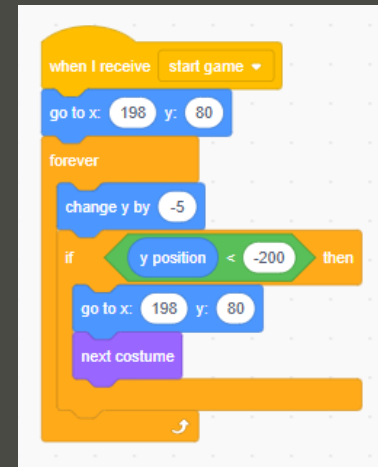 when I receive start game
go to x: 198 y: 80
forever
change y by -5
if y position < -200 then
go to x: 198 y: 80
next costume